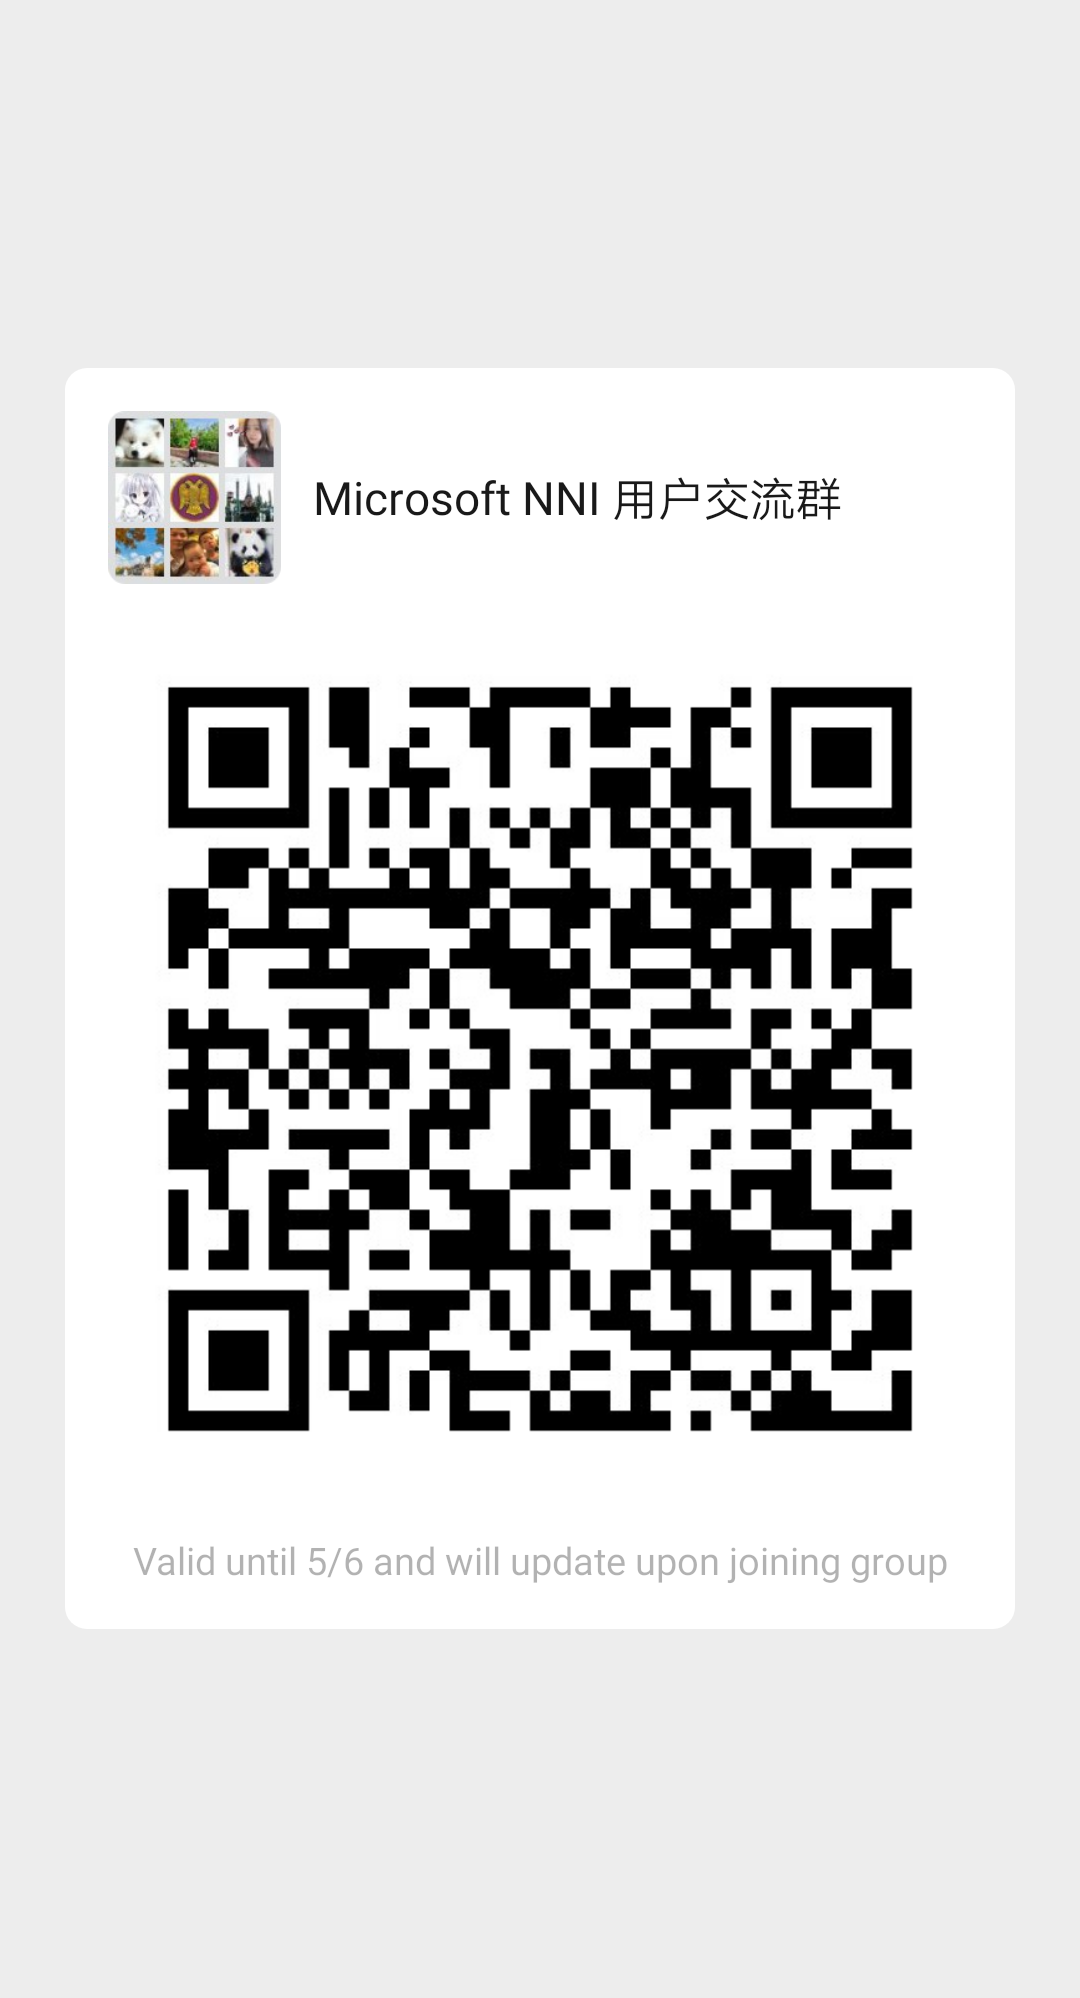 Microsoft NNI 用户交流群
Valid until 5/6 and will update upon joining group